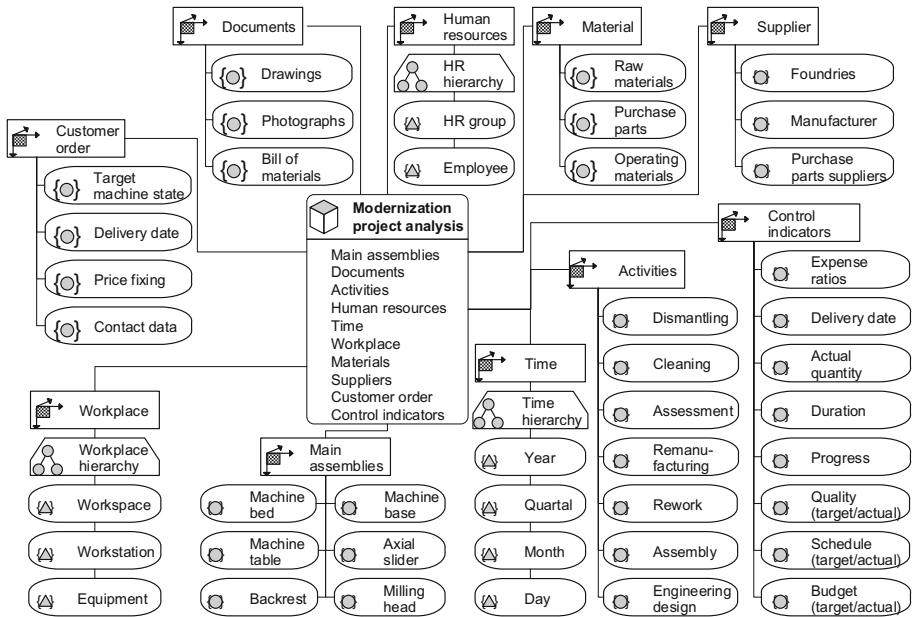 Documents
Drawings
Photographs
Bill of
materials
Human
resources
HR
hierarchy
HR group
Employee
Material
Raw
materials
Purchase
parts
Operating
materials
Supplier
Foundries
Manufacturer
Purchase
parts suppliers
Customer
order
Target
machine state
Delivery date
Price fixing
Contact data
Modernization
project analysis
Main assemblies
Documents
Activities
Human resources
Time
Workplace
Materials
Suppliers
Customer order
Control indicators
Control
indicators
Expense
ratios
Delivery date
Actual
quantity
Duration
Progress
Quality
(target/actual)
Schedule
(target/actual)
Budget
(target/actual)
Activities
Dismantling
Cleaning
Assessment
Remanu-
facturing
Rework
Assembly
Engineering
design
Time
Time
hierarchy
Year
Quartal
Month
Day
Workplace
Workplace
hierarchy
Workspace
Workstation
Equipment
Main
assemblies
Machine
bed
Machine
base
Machine
table
Axial
slider
Backrest
Milling
head